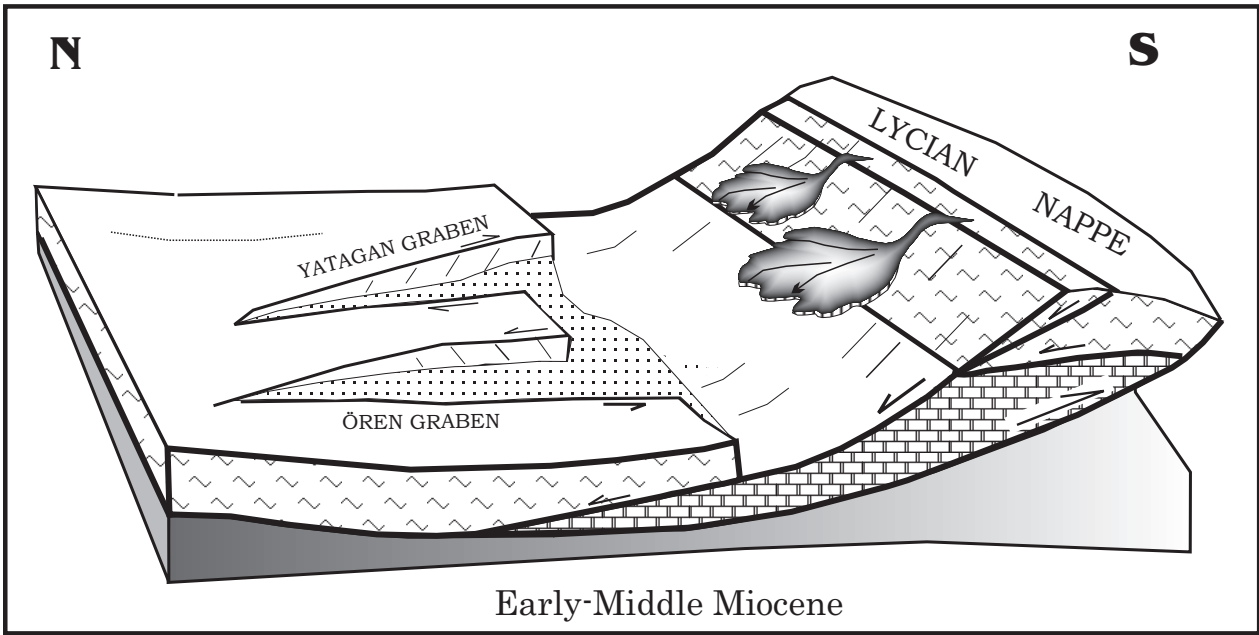 N
S
LYCIAN NAPPE
YATAGAN GRABEN
ÖREN GRABEN
Early-Middle Miocene